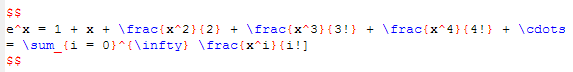 $$
e^x = 1 + x + \frac{x^2}{2} + \frac{x^3}{3!} + \frac{x^4}{4!} + \cdots
= \sum_{i = 0}^{\infty} \frac{x^i}{i!]
$$